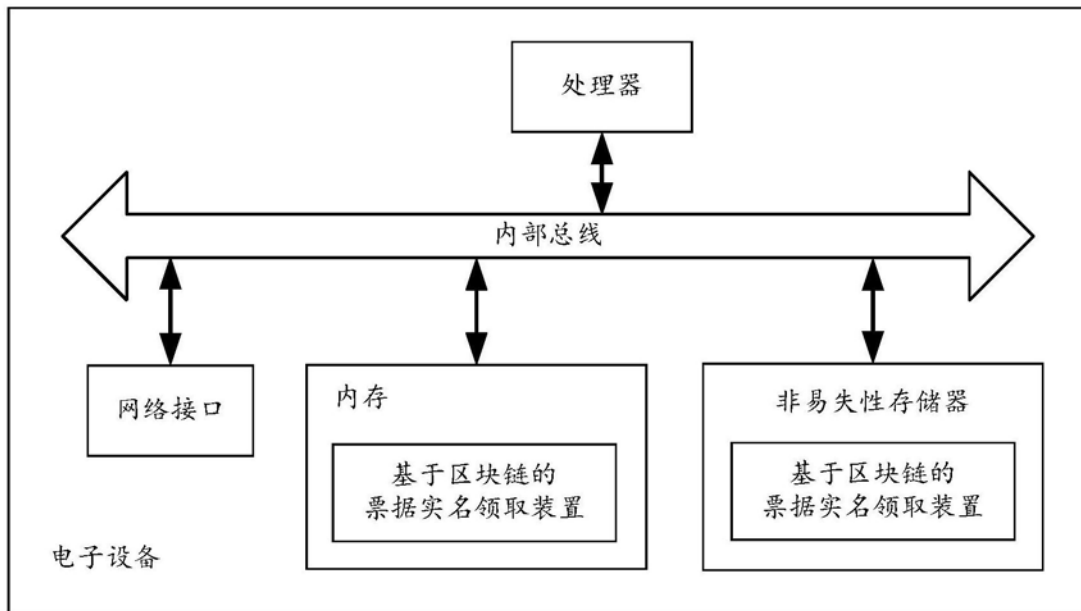 处理器
内部总线
网络接口
内存
基于区块链的
票据实名领取装置
非易失性存储器
基于区块链的
票据实名领取装置
电子设备